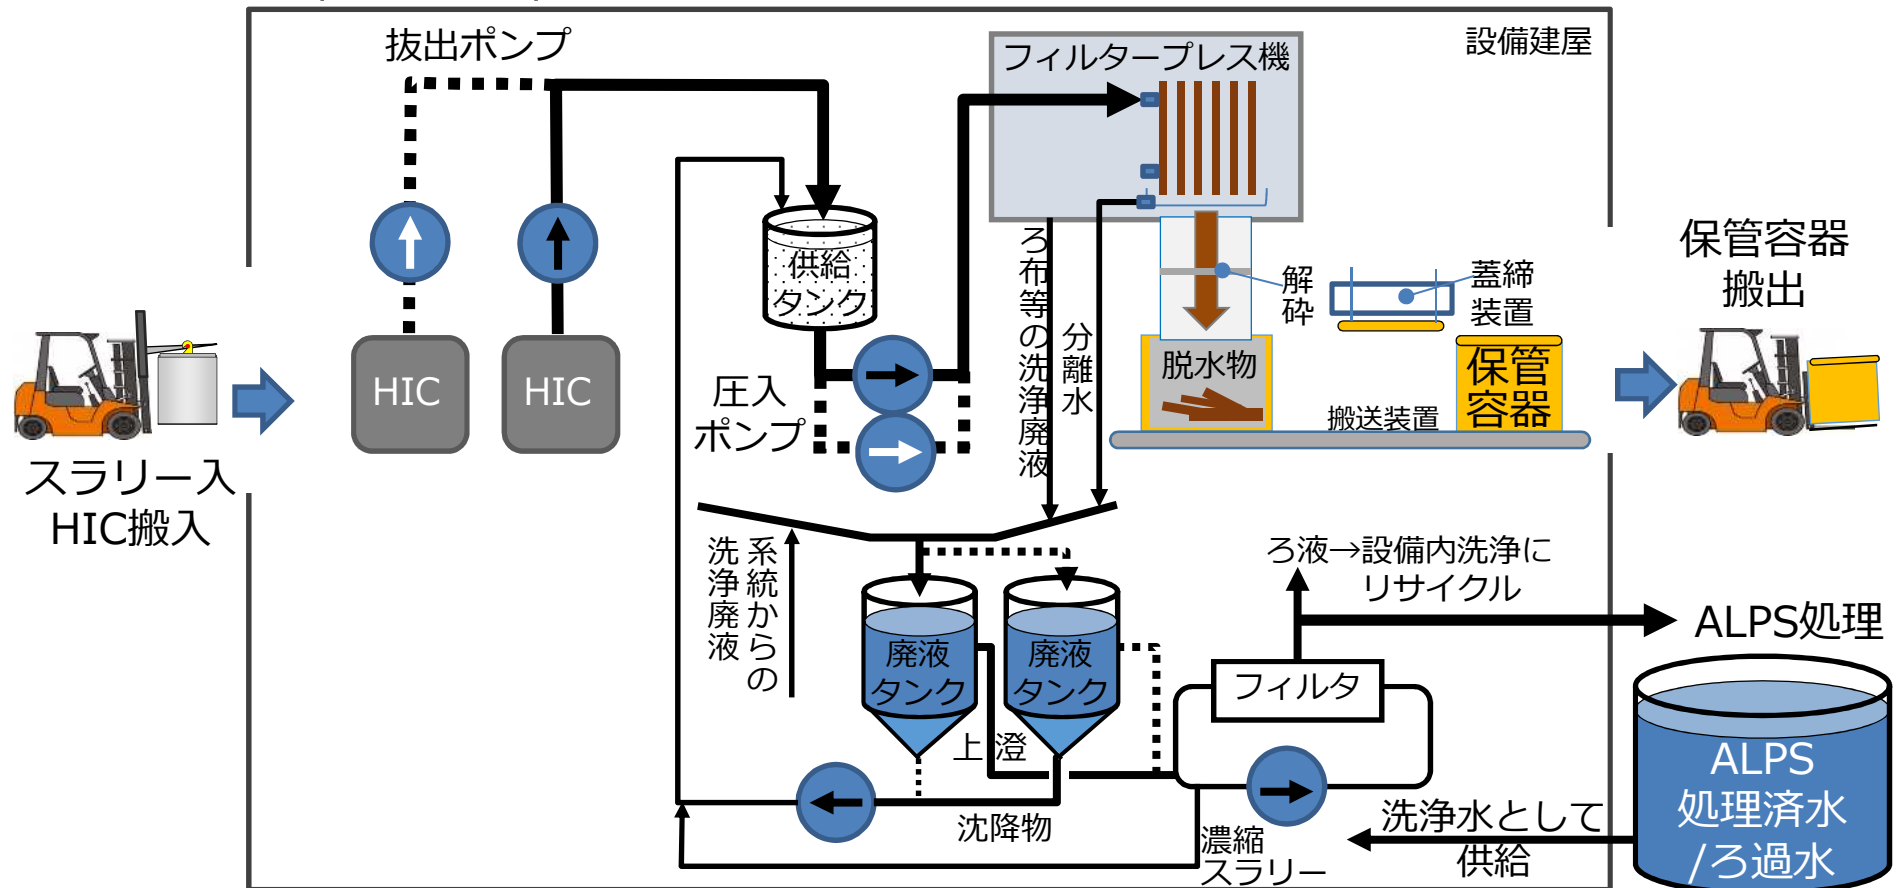 抜出ポンプ
フィルタープレス機
設備建屋
供給
タンク
解砕
蓋締
装置
保管容器
搬出
HIC
HIC
脱水物
保管
容器
搬送装置
圧入
ポンプ
ろ布等の洗浄廃液
分離水
スラリー入
HIC搬入
系統からの
洗浄廃液
ろ液→設備内洗浄に
リサイクル
ALPS処理
廃液
タンク
廃液
タンク
フィルタ
上澄
沈降物
濃縮
スラリー
洗浄水として
供給
ALPS
処理済水
/ろ過水